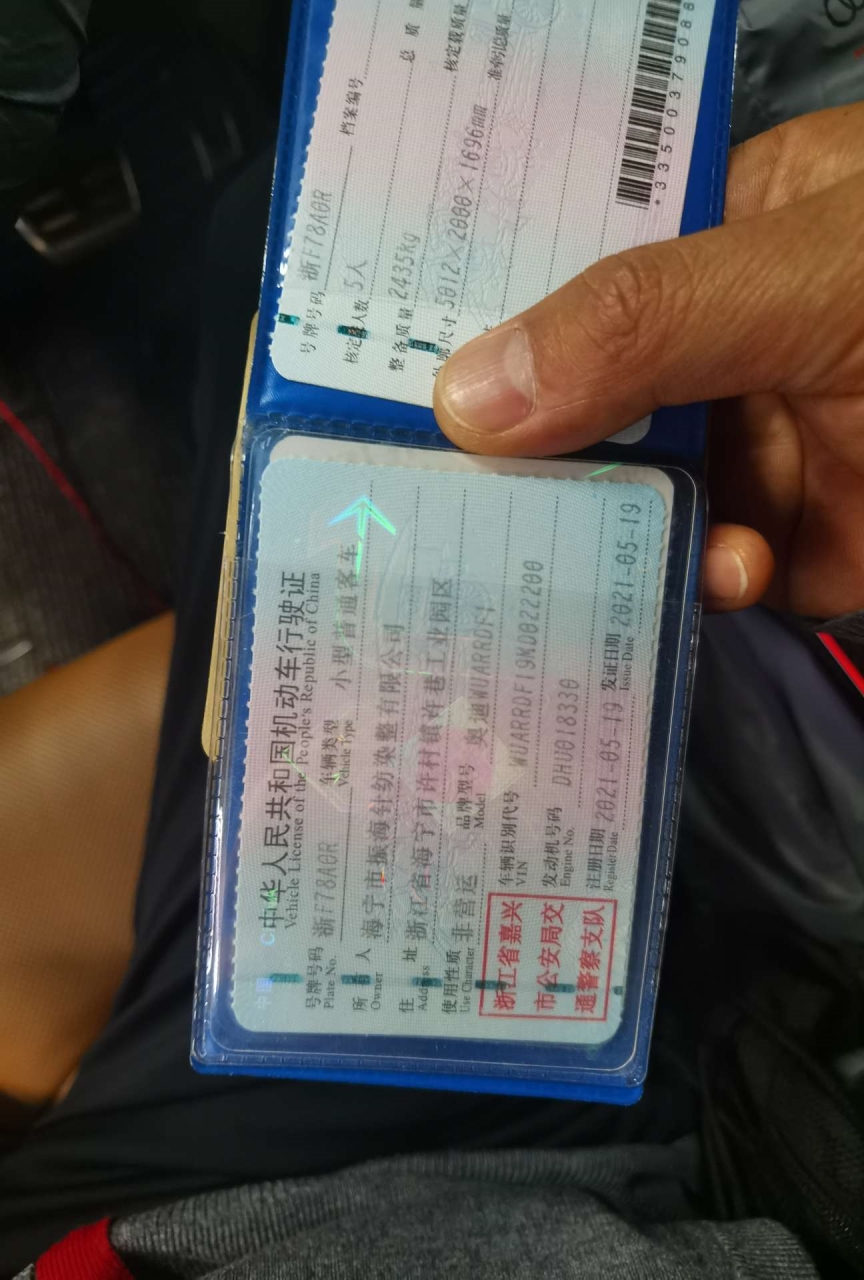 中华人民共和国机动车行驶证
Vehicle License of the People's Republic of China
号牌号码 浙F78A0R 车辆类型 小型普通客车
Plate No. Vehicle Type
所有人 海宁市振海针纺染整有限公司
Owner
住址 浙江省海宁市许村镇许巷工业园区
Address
使用性质 非营运 品牌型号 奥迪WUARRDF1
Use Character Model
浙江省嘉兴
市公安局交
通警察支队
车辆识别代号 WUARRDF19MD022200
VIN
发动机号码 DHU018330
Engine No.
注册日期 2021-05-19 发证日期 2021-05-19
Register Date Issue Date
号牌号码 浙F78A0R 档案编号
核定载人数 5人 总质量
整备质量 2435kg 核定载质量
外廓尺寸 5012×2000×1696mm 准牵引总质量